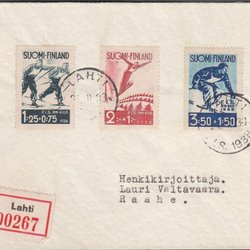 SUOMI-FINLAND
SUOMI-FINLAND
SUOMI-FINLAND
1·25+0·75
2+1
3·50+1·50
LAHTI
Lahti
00267
Henkikirjoittaja.
Lauri Valtavaara.
Raahe.